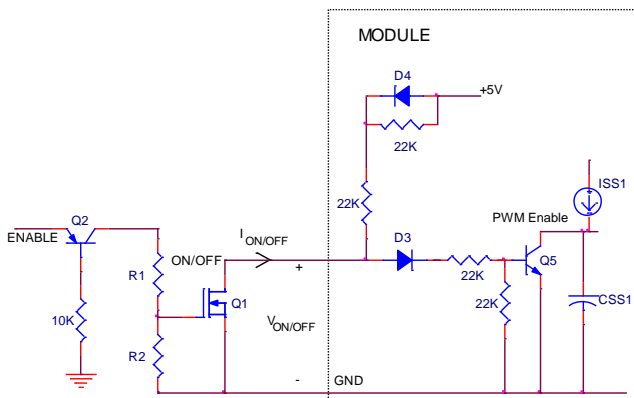 MODULE
D4
+5V
22K
ISS1
Q2
22K
PWM Enable
ENABLE
I ON/OFF
D3
R1
ON/OFF
+
22K
Q5
Q1
22K
CSS1
10K
V ON/OFF
R2
-
GND